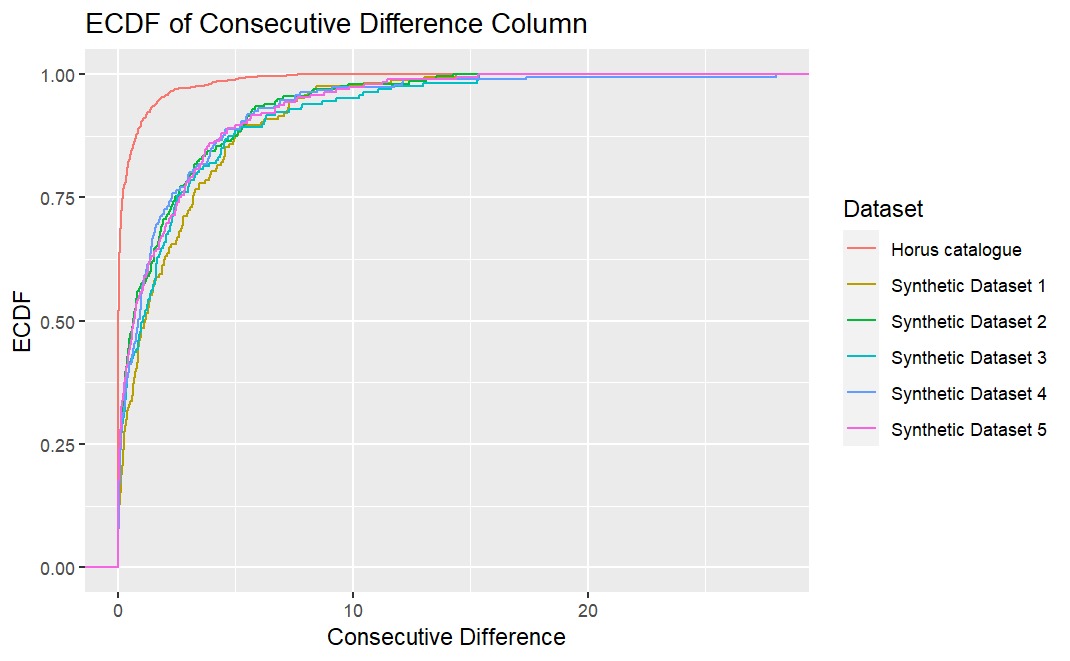 ECDF of Consecutive Difference Column
1.00
0.75
0.50
0.25
0.00
ECDF
0
10
20
Consecutive Difference
Dataset
Horus catalogue
Synthetic Dataset 1
Synthetic Dataset 2
Synthetic Dataset 3
Synthetic Dataset 4
Synthetic Dataset 5